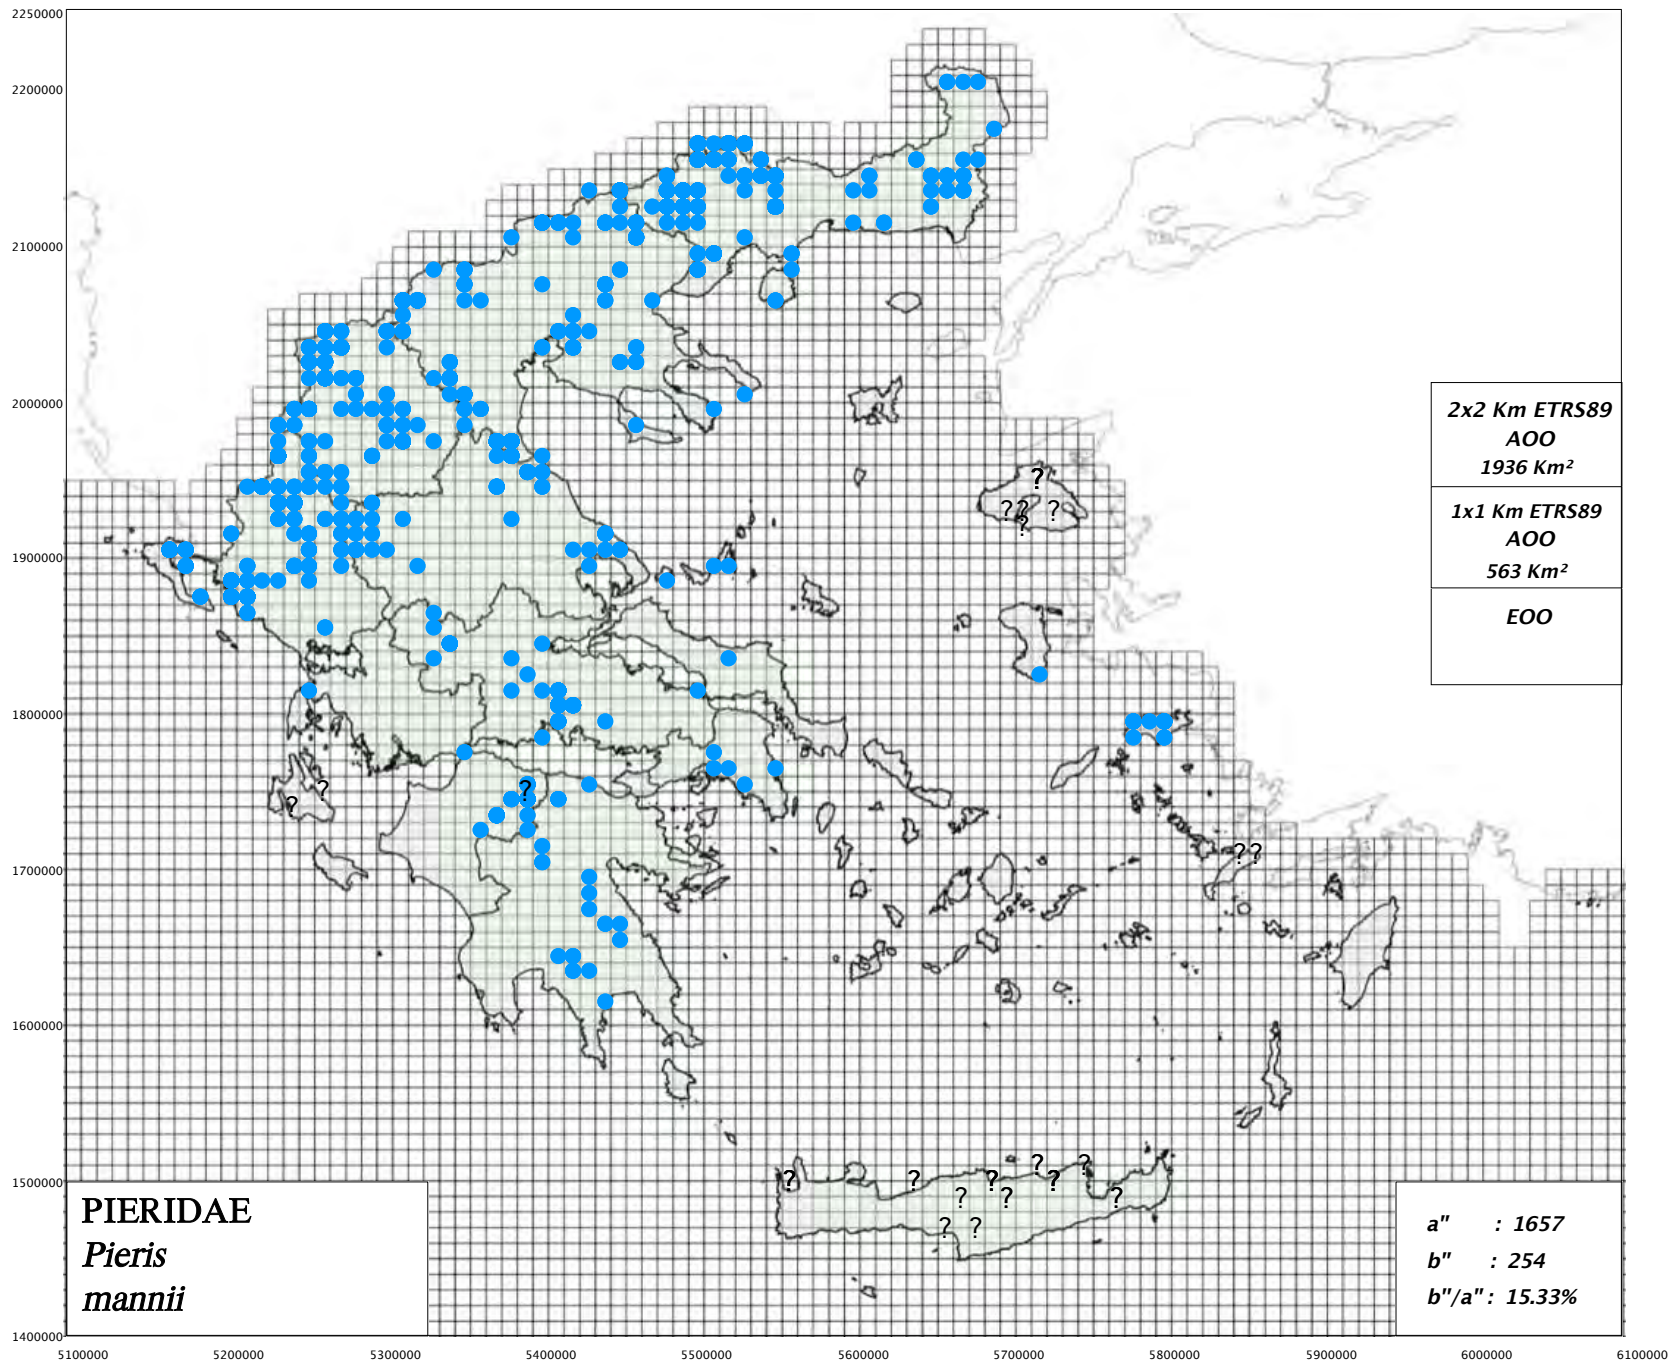 2250000
2200000
2100000
2000000
1900000
1800000
1700000
1600000
1500000
1400000
5100000 5200000 5300000 5400000 5500000 5600000 5700000 5800000 5900000 6000000 6100000
2x2 Km ETRS89
AOO
1936 Km²
1x1 Km ETRS89
AOO
563 Km²
EOO
?
? ? ?
?
?
? ?
? ?
? ?
? ? ? ?
? ? ?
? ?
PIERIDAE
Pieris
mannii
a" : 1657
b" : 254
b"/a" : 15.33%